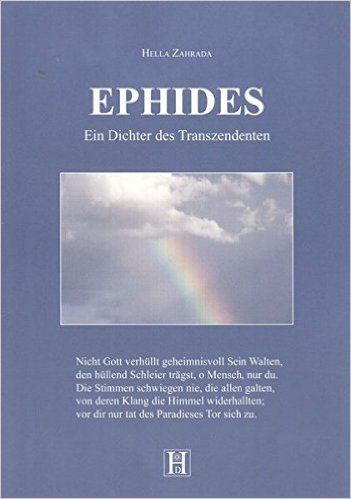 HELLA ZAHRADA
EPHIDES
Ein Dichter des Transzendenten
Nicht Gott verhüllt geheimnisvoll Sein Walten,
den hüllend Schleier trägst, o Mensch, nur du.
Die Stimmen schwiegen nie, die allen galten,
von deren Klang die Himmel widerhallten;
vor dir nur tat des Paradieses Tor sich zu.
H
D